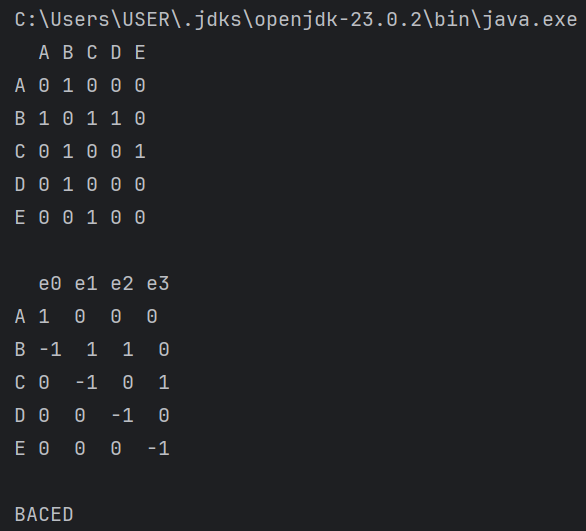 C:\Users\USER\.jdks\openjdk-23.0.2\bin\java.exe
  A B C D E
A 0 1 0 0 0
B 1 0 1 1 0
C 0 1 0 0 1
D 0 1 0 0 0
E 0 0 1 0 0
  e0 e1 e2 e3
A 1  0  0  0
B -1  1  1  0
C 0  -1  0  1
D 0  0  -1  0
E 0  0  0  -1
BACED